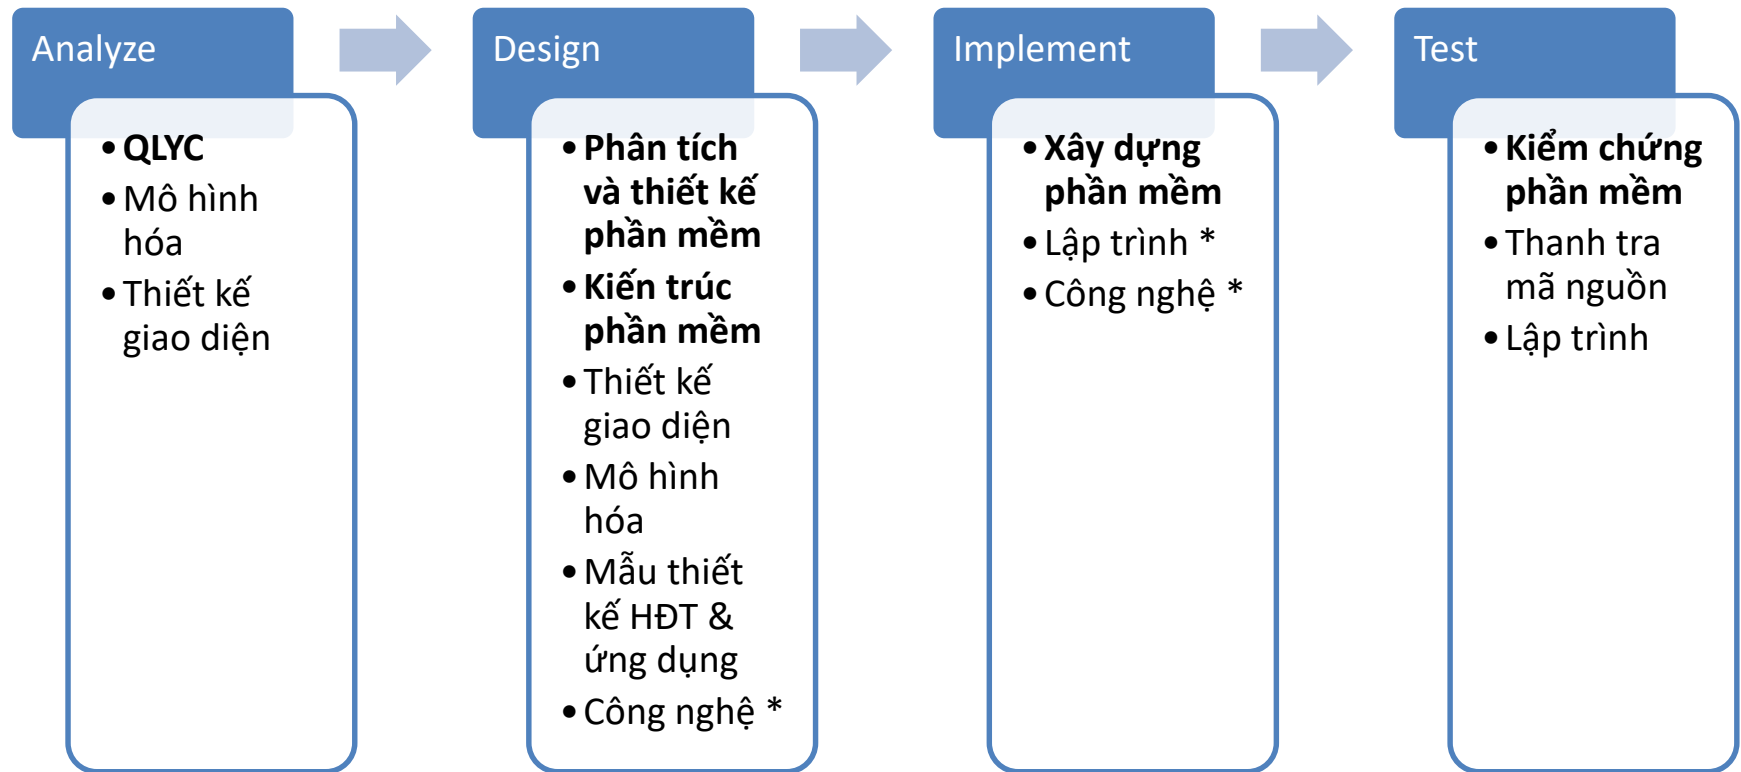 Analyze
• QLYC
• Mô hình
hóa
• Thiết kế
giao diện
Design
• Phân tích
và thiết kế
phần mềm
• Kiến trúc
phần mềm
• Thiết kế
giao diện
• Mô hình
hóa
• Mẫu thiết
kế HĐT &
ứng dụng
• Công nghệ *
Implement
• Xây dựng
phần mềm
• Lập trình *
• Công nghệ *
Test
• Kiểm chứng
phần mềm
• Thanh tra
mã nguồn
• Lập trình